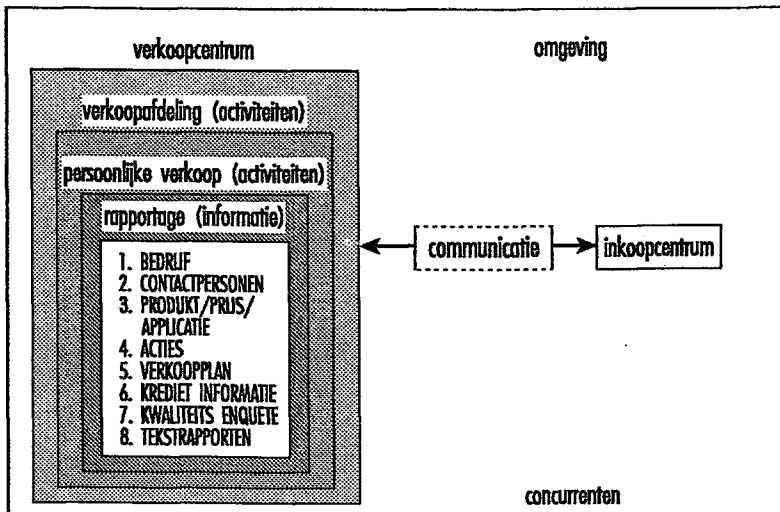 verkoopcentrum
omgeving
verkoopafdeling (activiteiten)
persoonlijke verkoop (activiteiten)
rapportage (informatie)
1. BEDRIJF
2. CONTACTPERSONEN
3. PRODUKT/PRIJS/
APPLICATIE
4. ACTIES
5. VERKOOPPLAN
6. KREDIET INFORMATIE
7. KWALITEITS ENQUETE
8. TEKSTRAPPORTEN
communicatie
inkoopcentrum
concurrenten